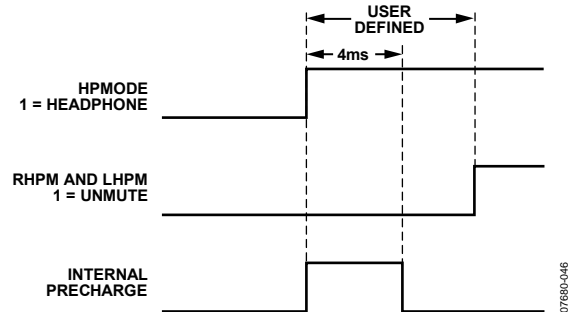 USER
DEFINED
4ms
HPMODE
1 = HEADPHONE
RHPM AND LHPM
1 = UNMUTE
INTERNAL
PRECHARGE
07680-046